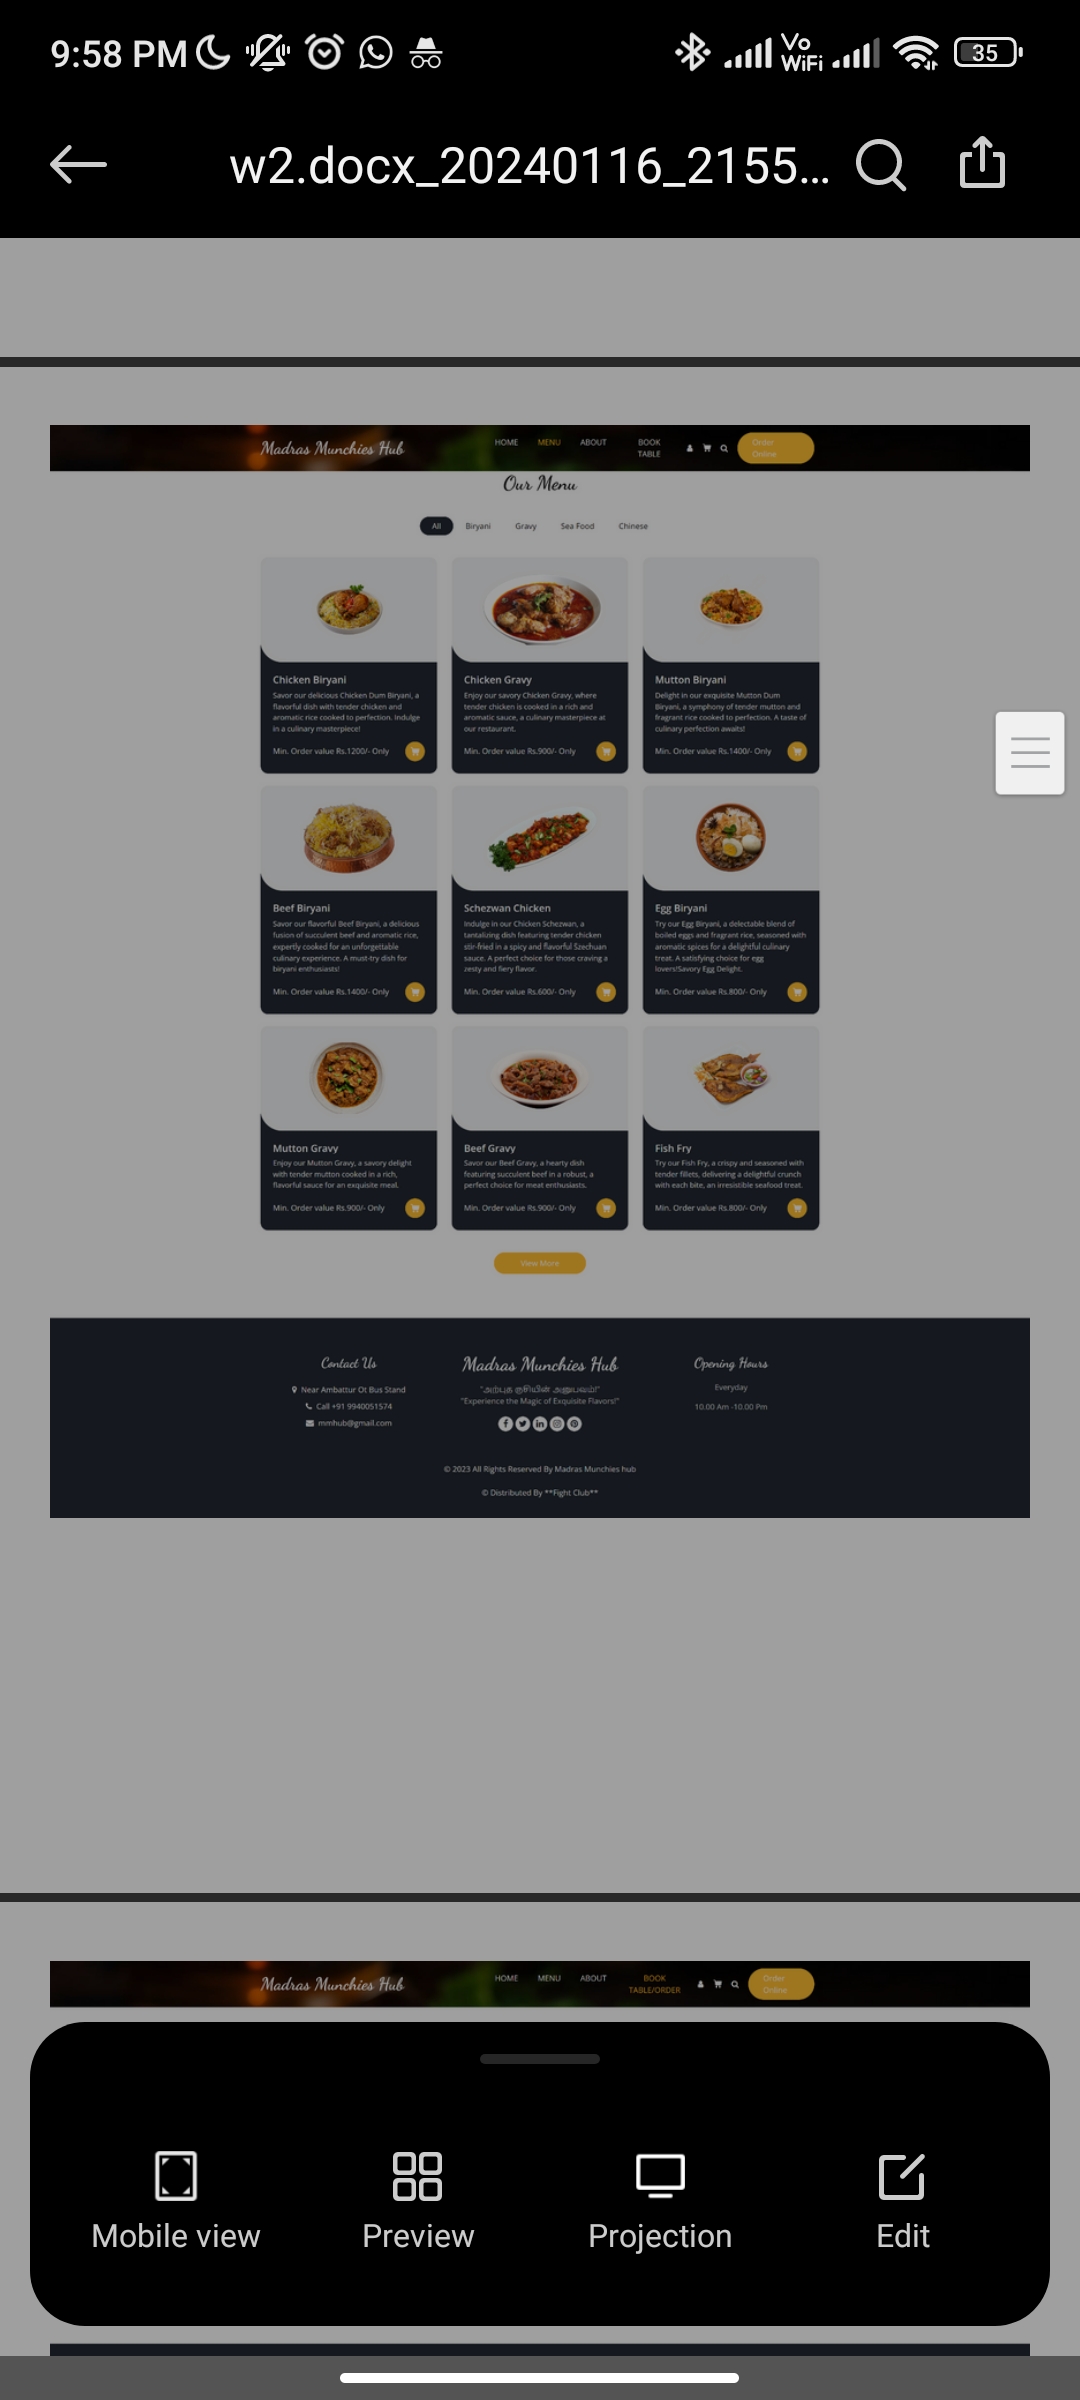 9:58 PM
Vo
WiFi
35
w2.docx_20240116_2155...
Madras Munchies Hub
HOME MENU ABOUT BOOK TABLE
Order Online
Our Menu
All Biryani Gravy Sea Food Chinese
Chicken Biryani
Savor our delicious Chicken Dum Biryani, a
flavorful dish with tender chicken and
aromatic rice cooked to perfection. Indulge
in a culinary masterpiece!
Min. Order value Rs.1200/- Only
Chicken Gravy
Enjoy our savory Chicken Gravy, where
tender chicken is cooked in a rich and
aromatic sauce, a culinary masterpiece at
our restaurant.
Min. Order value Rs.900/- Only
Mutton Biryani
Delight in our exquisite Mutton Dum
Biryani, a symphony of tender mutton and
fragrant rice cooked to perfection. A taste of
culinary perfection awaits!
Min. Order value Rs.1400/- Only
Beef Biryani
Savor our flavorful Beef Biryani, a delicious
fusion of succulent beef and aromatic rice,
expertly cooked for an unforgettable
culinary experience. A must-try dish for
biryani enthusiasts!
Min. Order value Rs.1400/- Only
Schezwan Chicken
Indulge in our Chicken Schezwan, a
tantalizing dish featuring tender chicken
stir-fried in a spicy and flavorful Szechuan
sauce. A perfect choice for those craving a
zesty and fiery flavor.
Min. Order value Rs.600/- Only
Egg Biryani
Try our Egg Biryani, a delectable blend of
boiled eggs and fragrant rice, seasoned with
aromatic spices for a delightful culinary
treat. A satisfying choice for egg
lovers!Savory Egg Delight.
Min. Order value Rs.800/- Only
Mutton Gravy
Enjoy our Mutton Gravy, a savory delight
with tender mutton cooked in a rich,
flavorful sauce for an exquisite meal.
Min. Order value Rs.900/- Only
Beef Gravy
Savor our Beef Gravy, a hearty dish
featuring succulent beef in a robust, a
perfect choice for meat enthusiasts.
Min. Order value Rs.900/- Only
Fish Fry
Try our Fish Fry, a crispy and seasoned with
tender fillets, delivering a delightful crunch
with each bite, an irresistible seafood treat.
Min. Order value Rs.800/- Only
View More
Contact Us
Near Ambattur Ot Bus Stand
Call +91 9940051574
mmhub@gmail.com
Madras Munchies Hub
"அற்புத ருசியின் அனுபவம்!"
"Experience the Magic of Exquisite Flavors!"
Opening Hours
Everyday
10.00 Am -10.00 Pm
© 2023 All Rights Reserved By Madras Munchies hub
© Distributed By **Fight Club**
Madras Munchies Hub
HOME MENU ABOUT BOOK TABLE/ORDER
Order Online
Mobile view Preview Projection Edit